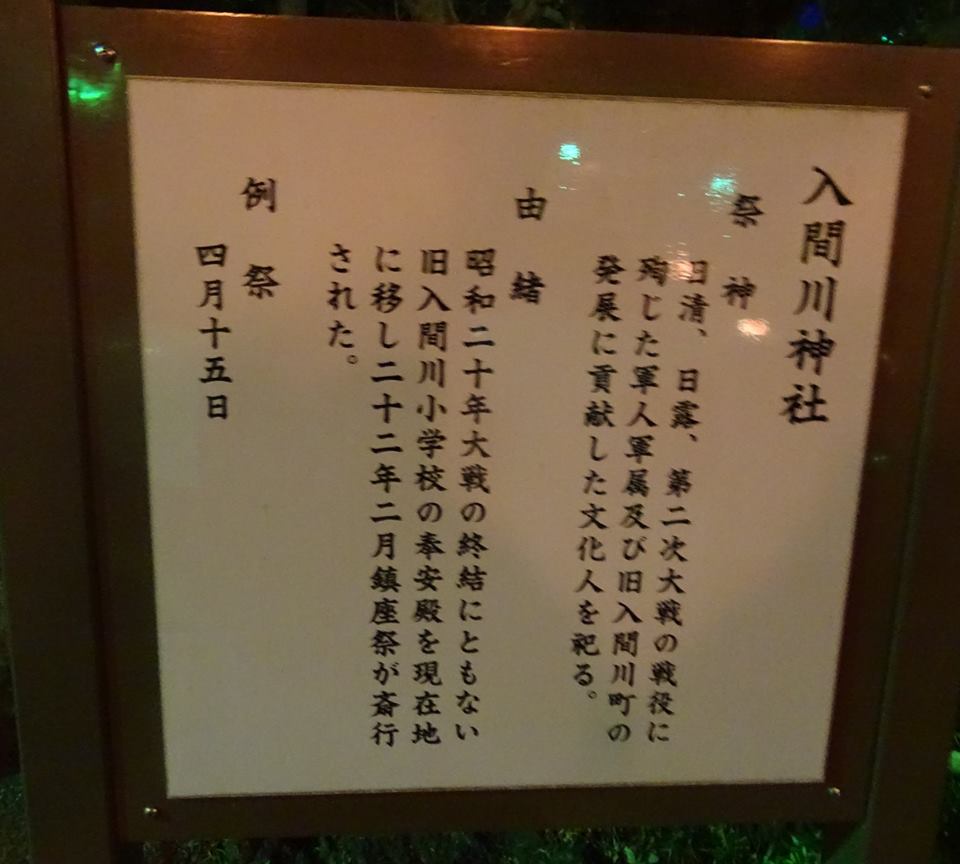 入間川神社
祭神
日清、日露、第二次大戦の戦役に
殉じた軍人軍属及び旧入間川町の
発展に貢献した文化人を祀る。
由緒
昭和二十年大戦の終結にともない
旧入間川小学校の奉安殿を現在地
に移し二十二年二月鎮座祭が斎行
された。
例祭
四月十五日